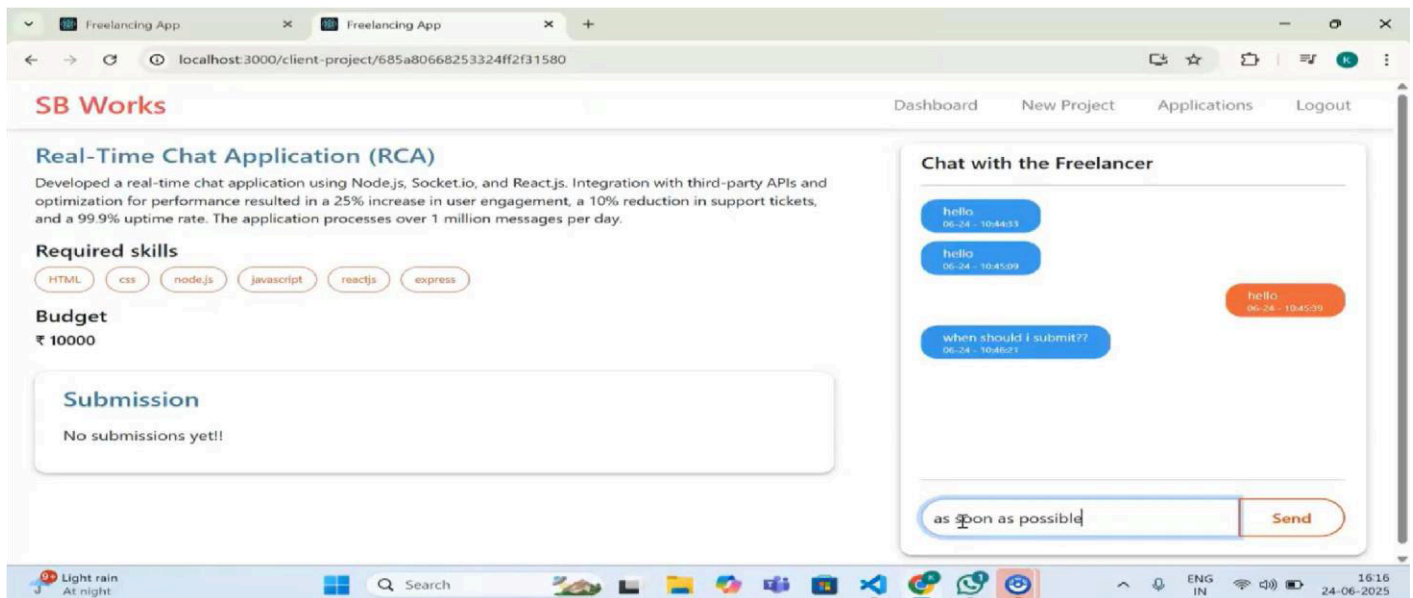 Freelancing App
Freelancing App
localhost:3000/client-project/685a80668253324ff2f31580
K
SB Works
Dashboard New Project Applications Logout
Real-Time Chat Application (RCA)
Developed a real-time chat application using Node.js, Socket.io, and React.js. Integration with third-party APIs and
optimization for performance resulted in a 25% increase in user engagement, a 10% reduction in support tickets,
and a 99.9% uptime rate. The application processes over 1 million messages per day.
Required skills
HTML css node.js javascript reactjs express
Budget
₹ 10000
Submission
No submissions yet!!
Chat with the Freelancer
hello
06-24 - 10:44:33
hello
06-24 - 10:45:09
hello
06-24 - 10:45:39
when should i submit??
06-24 - 10:46:21
as soon as possible
Send
9+
Light rain
At night
Search
ENG
IN
16:16
24-06-2025